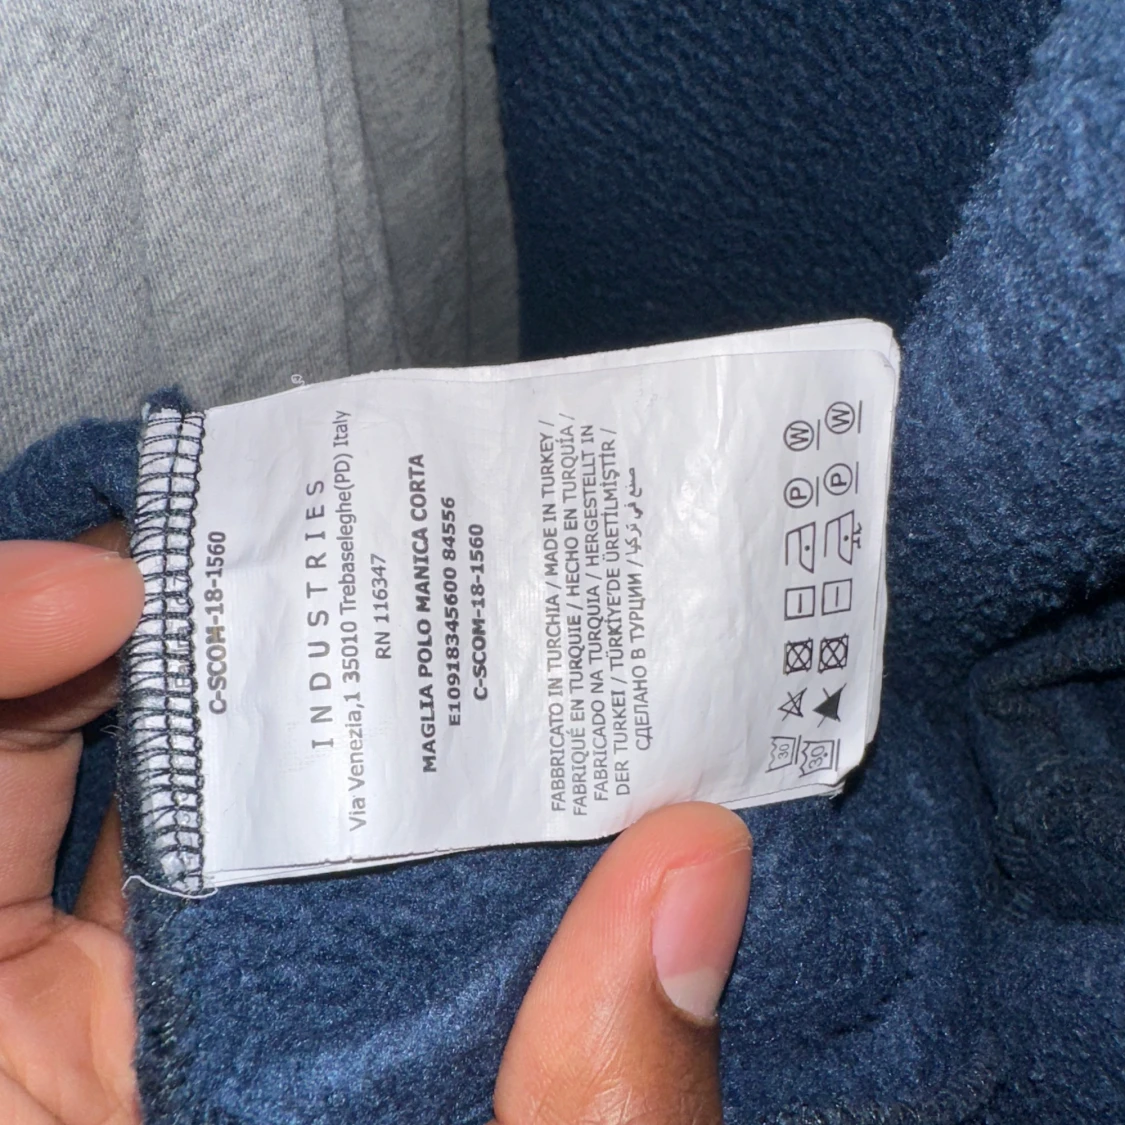 C-SCOM-18-1560
INDUSTRIES
Via Venezia,1 35010 Trebaseleghe(PD) Italy
RN 116347
MAGLIA POLO MANICA CORTA
E10918345600 84556
C-SCOM-18-1560
FABBRICATO IN TURCHIA / MADE IN TURKEY /
FABRIQUÉ EN TURQUIE / HECHO EN TURQUÍA /
FABRICADO NA TURQUIA / HERGESTELLT IN
DER TURKEI / TÜRKİYE'DE ÜRETİLMİŞTİR /
СДЕЛАНО В ТУРЦИИ / صنع في تركيا
30 P W
30 P W